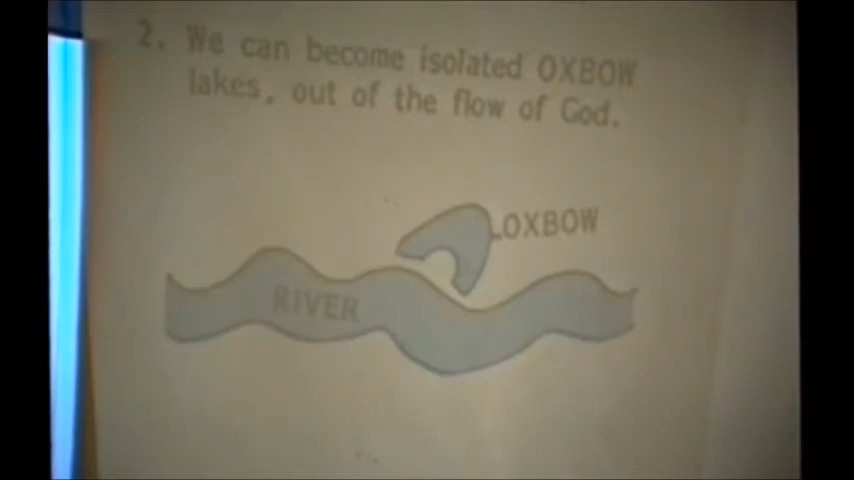 2. We can become isolated OXBOW
lakes, out of the flow of God.
OXBOW
RIVER